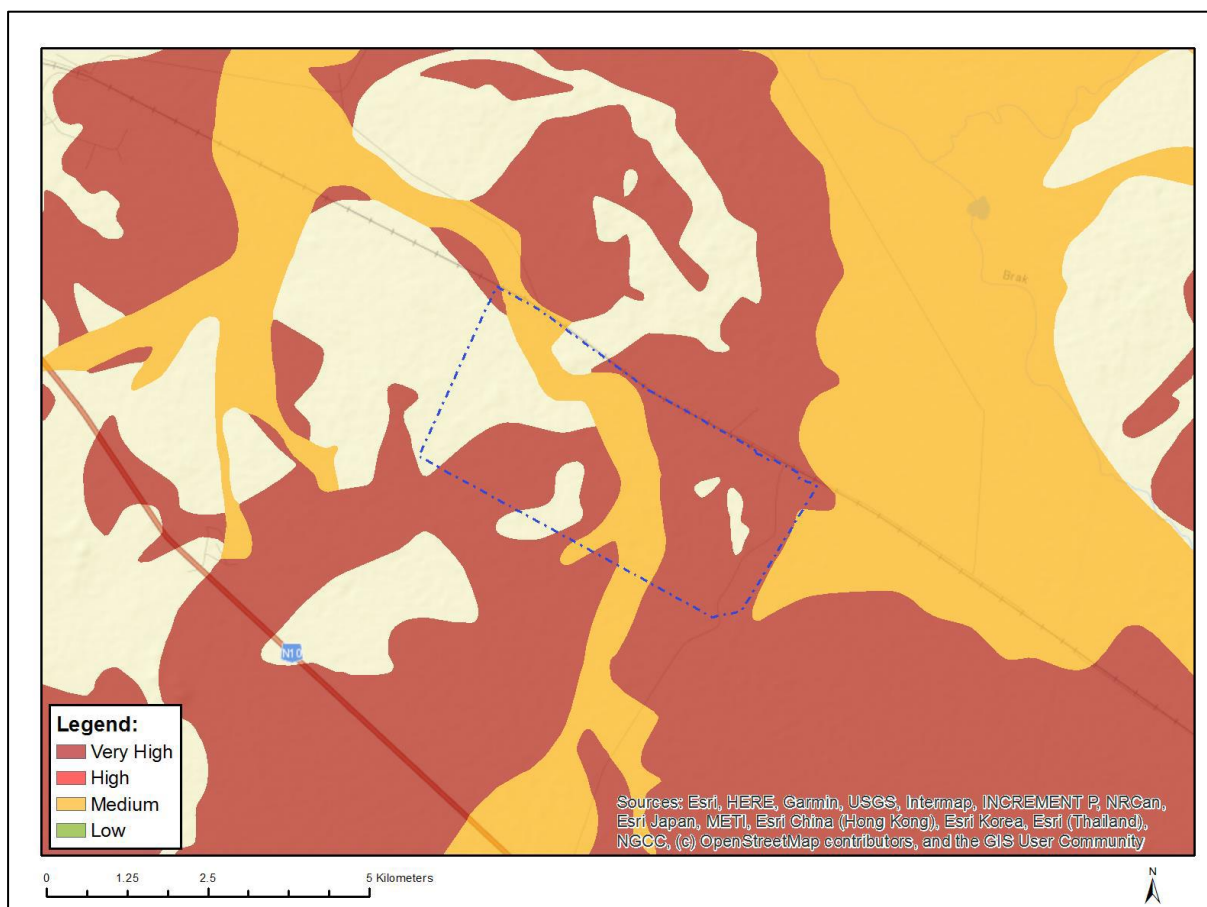 Brak
N10
Legend:
Very High
High
Medium
Low
Sources: Esri, HERE, Garmin, USGS, Intermap, INCREMENT P, NRCan,
Esri Japan, METI, Esri China (Hong Kong), Esri Korea, Esri (Thailand),
NGCC, (c) OpenStreetMap contributors, and the GIS User Community
0 1.25 2.5 5 Kilometers
N